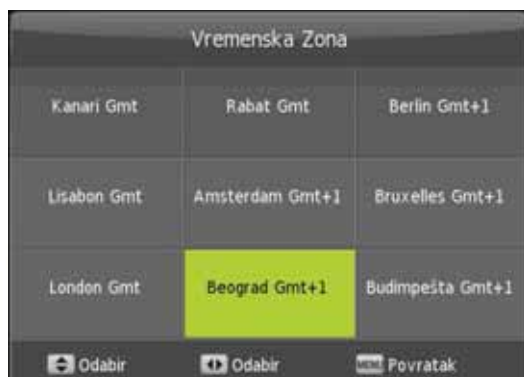 Vremenska Zona
Kanari Gmt Rabat Gmt Berlin Gmt+1
Lisabon Gmt Amsterdam Gmt+1 Bruxelles Gmt+1
London Gmt Beograd Gmt+1 Budimpešta Gmt+1
Odabir Odabir MENU Povratak